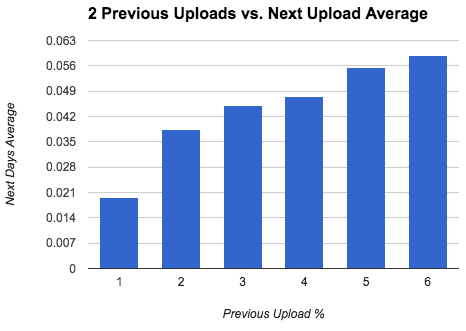 2 Previous Uploads vs. Next Upload Average
Next Days Average
0.063
0.056
0.049
0.042
0.035
0.028
0.021
0.014
0.007
0
1 2 3 4 5 6
Previous Upload %